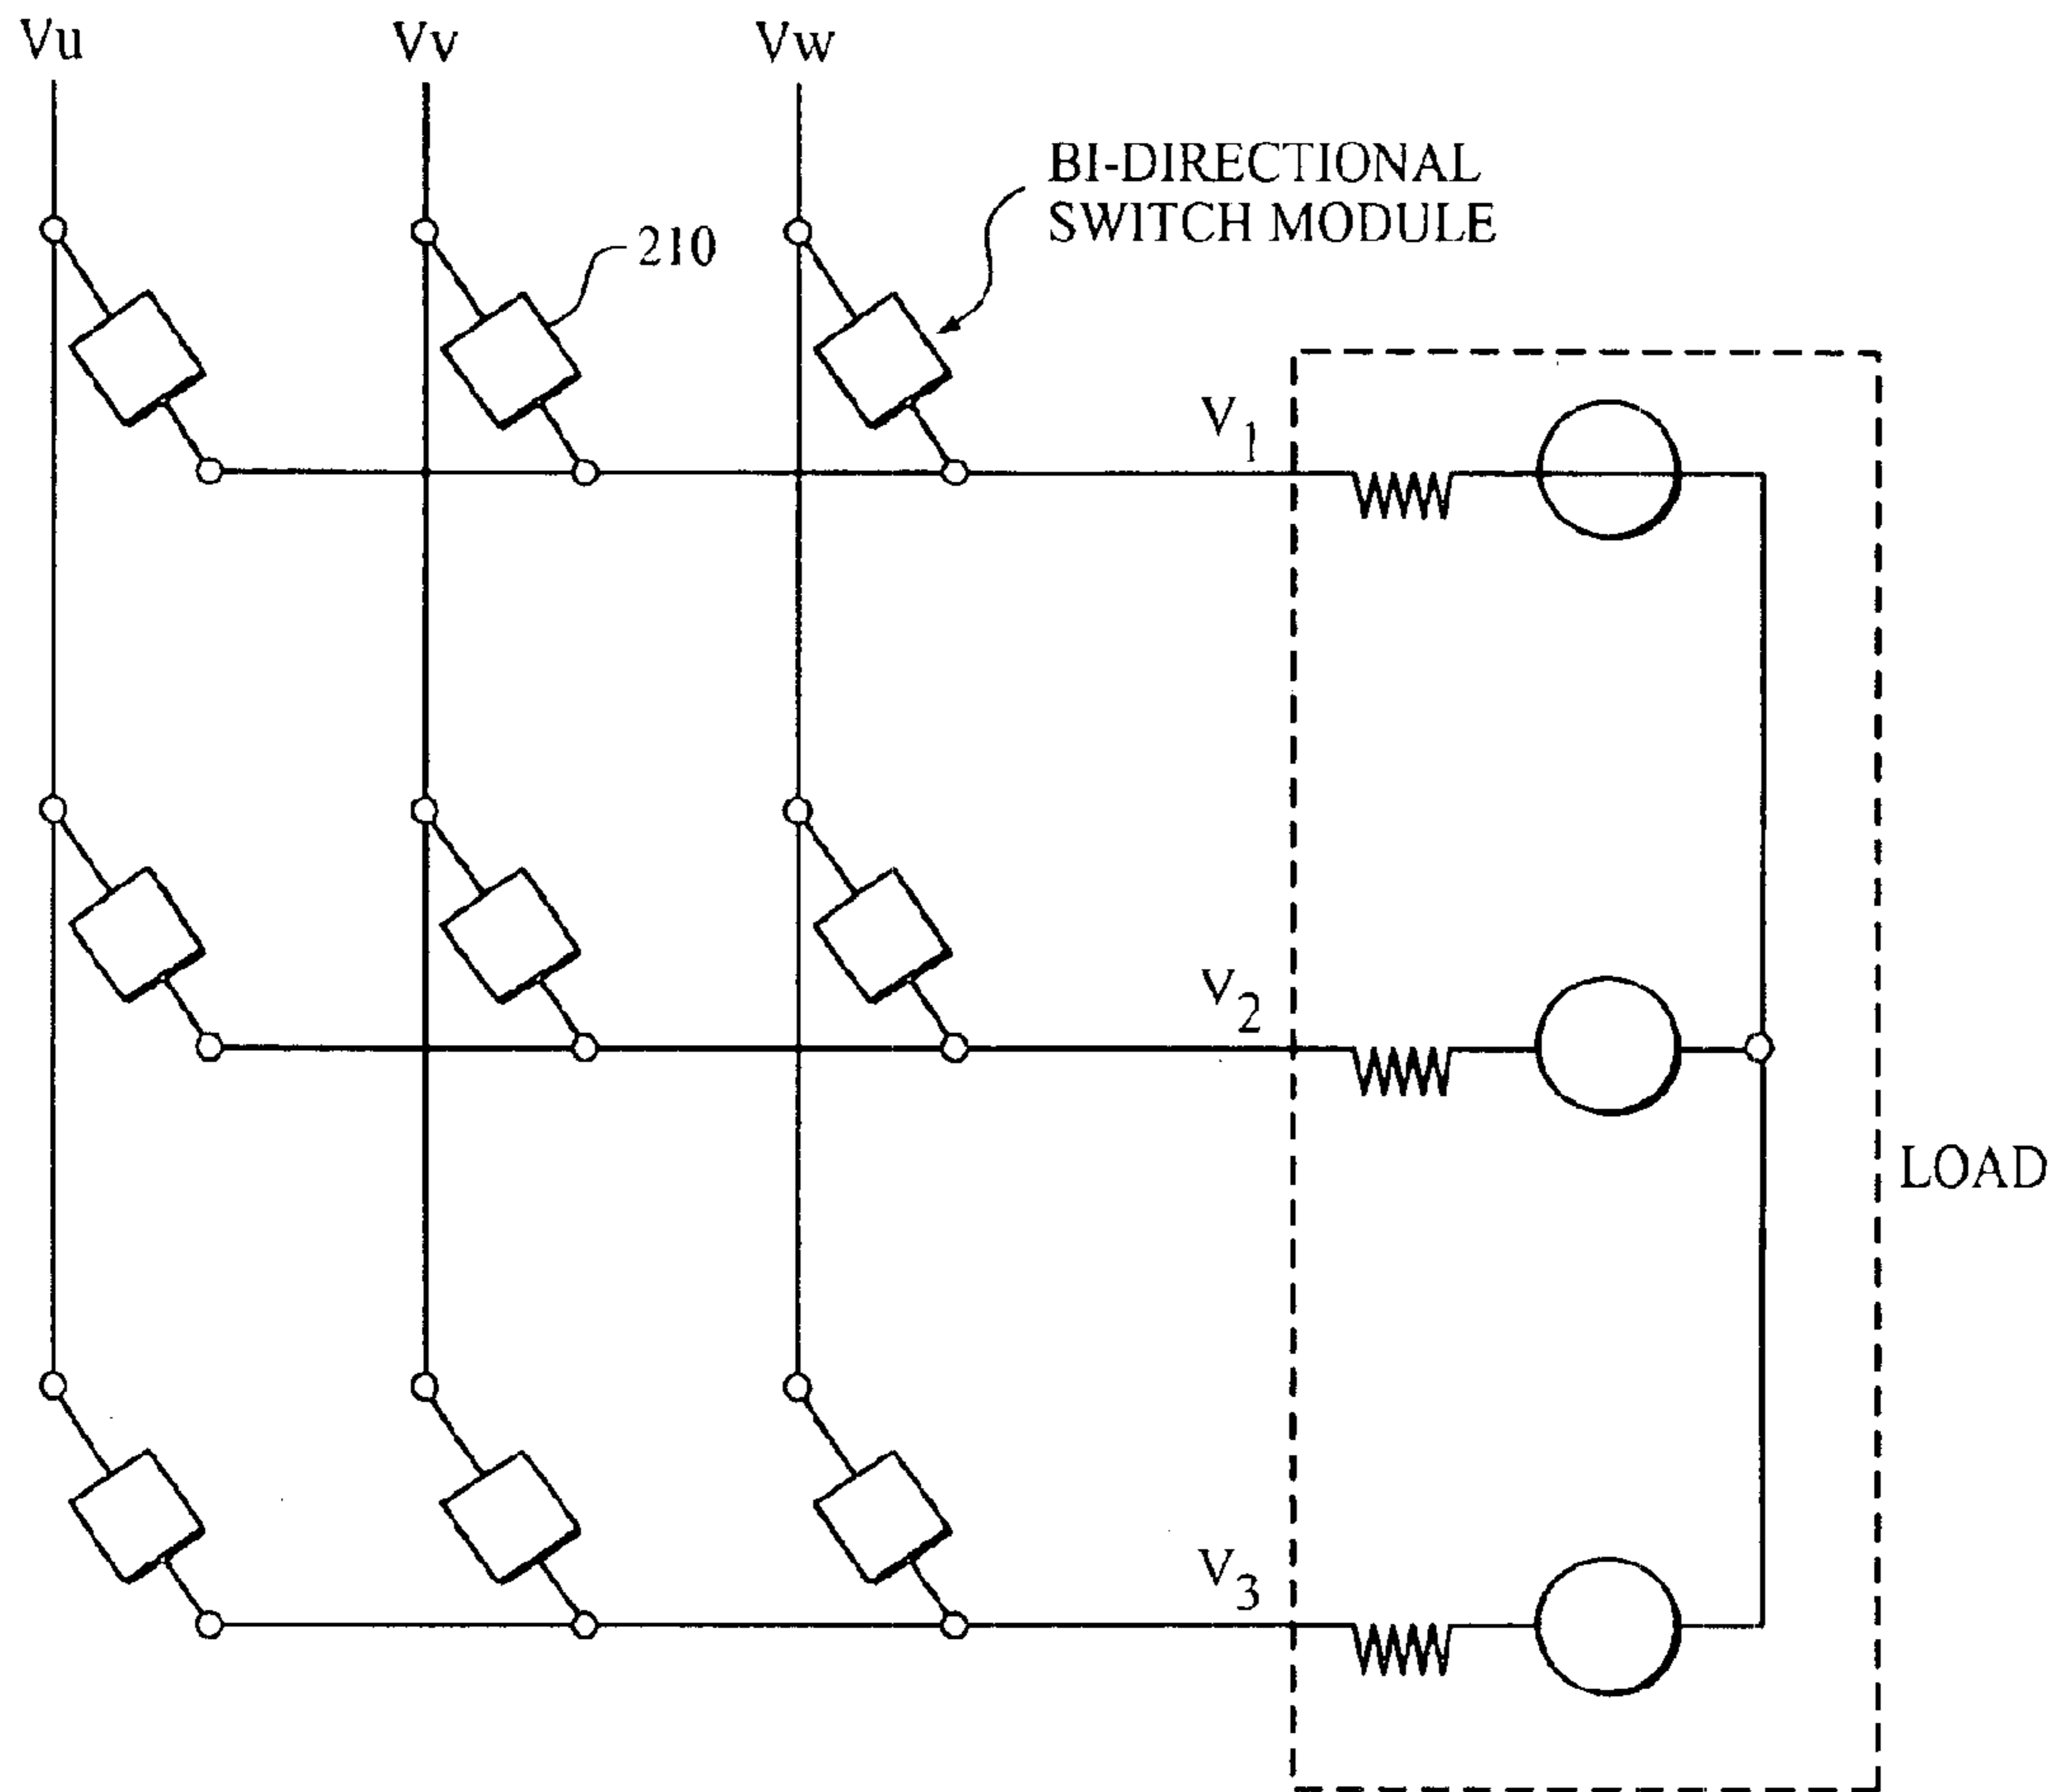 Vu Vv Vw
BI-DIRECTIONAL
SWITCH MODULE
210
V1
V2
LOAD
V3